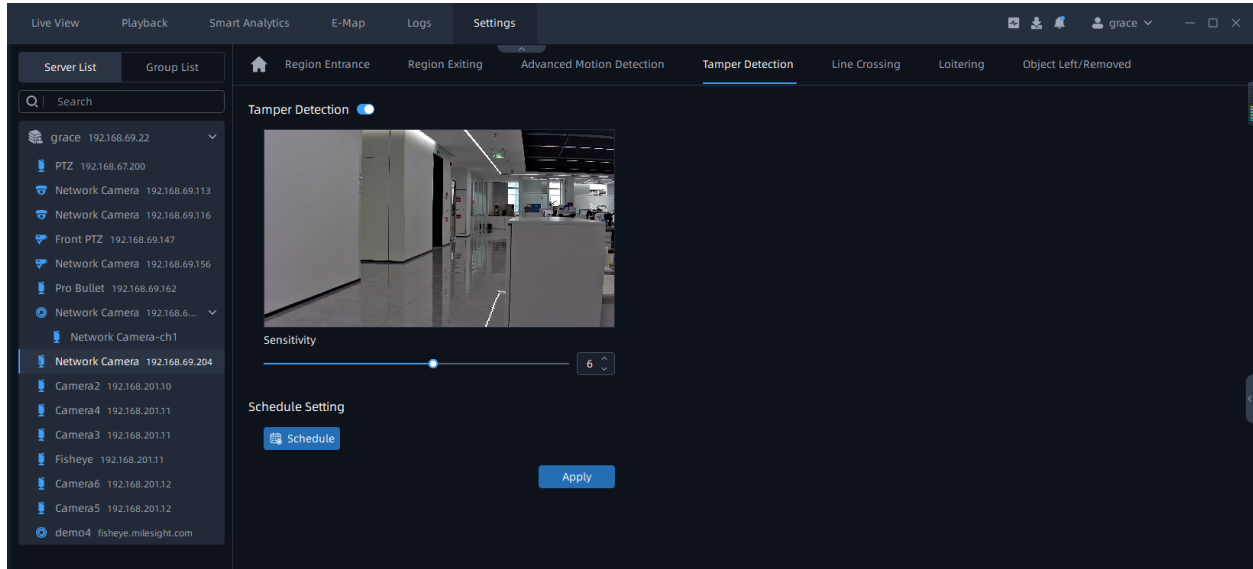 Live View Playback Smart Analytics E-Map Logs Settings grace
Server List Group List
Region Entrance Region Exiting Advanced Motion Detection Tamper Detection Line Crossing Loitering Object Left/Removed
Search
Tamper Detection
grace 192.168.69.22
PTZ 192.168.67.200
Network Camera 192.168.69.113
Network Camera 192.168.69.116
Front PTZ 192.168.69.147
Network Camera 192.168.69.156
Pro Bullet 192.168.69.162
Network Camera 192.168.6...
Network Camera-ch1
Network Camera 192.168.69.204
Camera2 192.168.201.10
Camera4 192.168.201.11
Camera3 192.168.201.11
Fisheye 192.168.201.11
Camera6 192.168.201.12
Camera5 192.168.201.12
demo4 fisheye.milesight.com
Sensitivity
6
Schedule Setting
Schedule
Apply